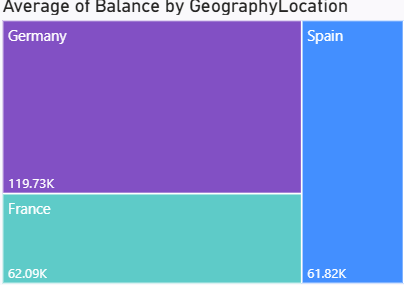 Average of Balance by GeographyLocation
Germany
119.73K
France
62.09K
Spain
61.82K